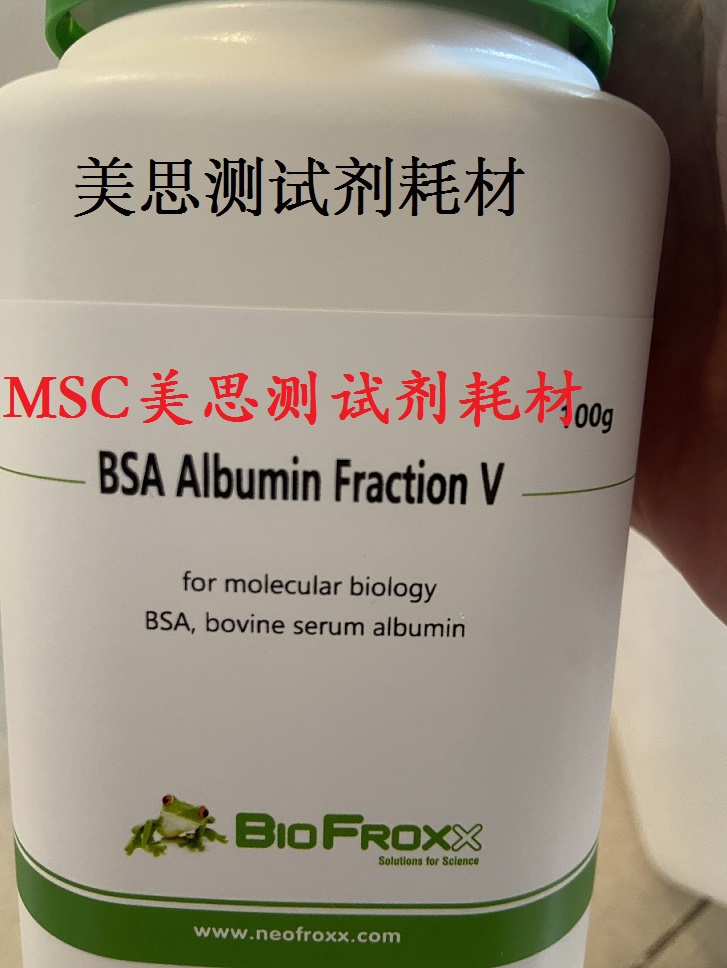 美思测试剂耗材
MSC美思测试剂耗材
100g
BSA Albumin Fraction V
for molecular biology
BSA, bovine serum albumin
BIOFROXX
Solutions for Science
www.neofroxx.com